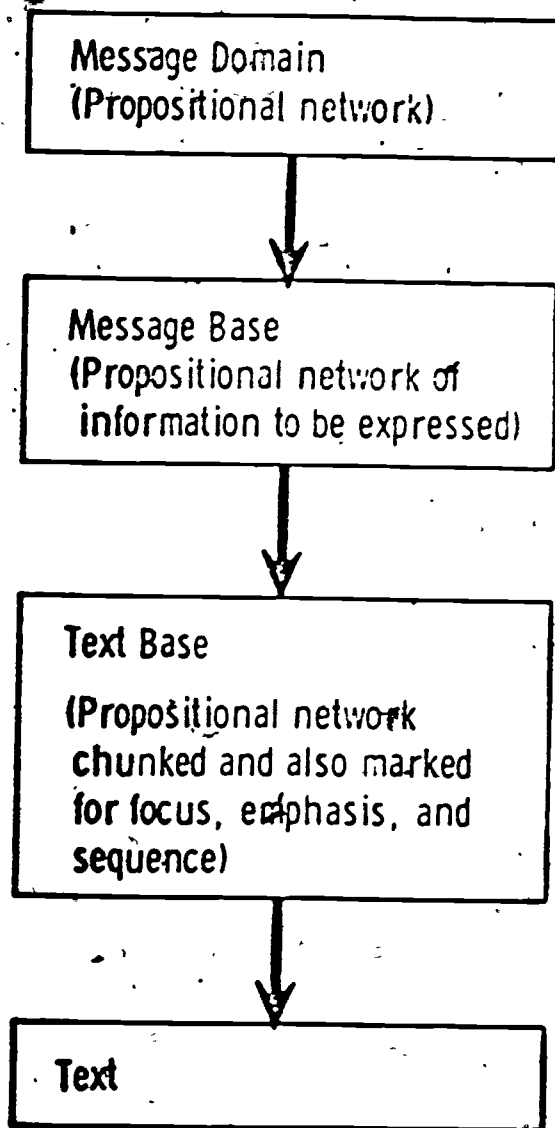 Message Domain
(Propositional network)
Message Base
(Propositional network of
information to be expressed)
Text Base
(Propositional network
chunked and also marked
for focus, emphasis, and
sequence)
Text